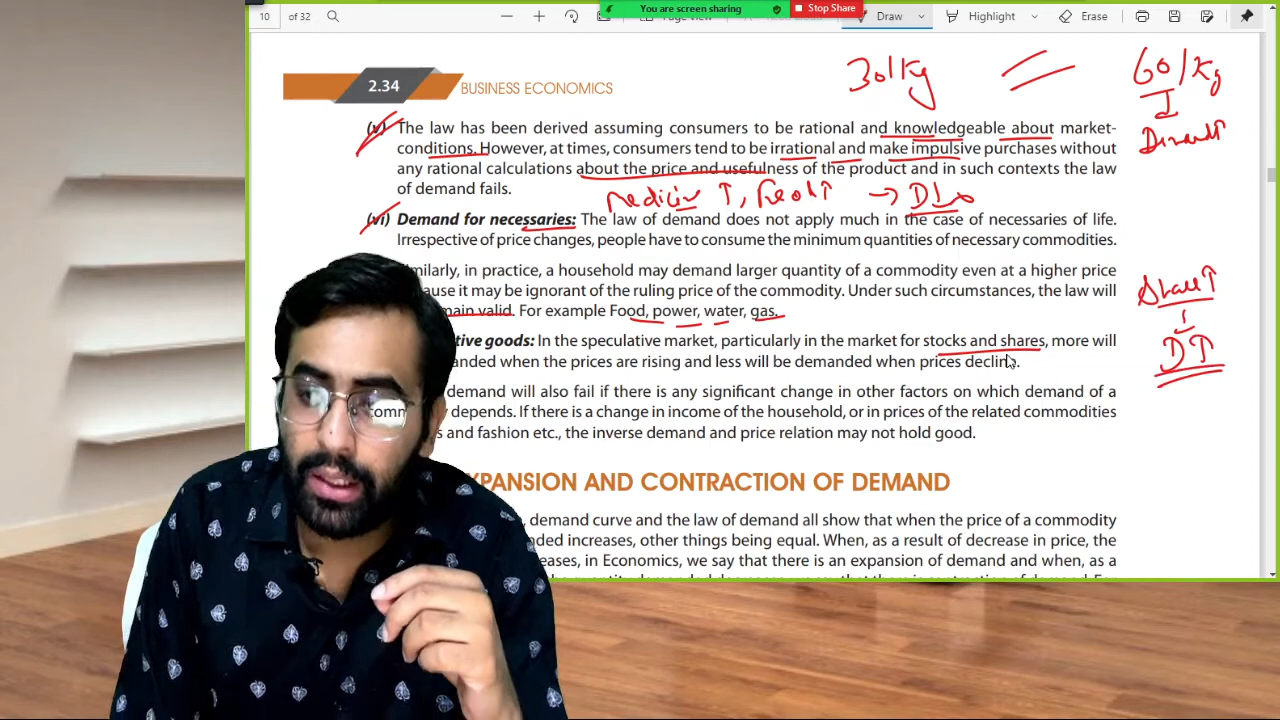 10 of 32
You are screen sharing
Stop Share
Page view
Draw
Highlight
Erase
30/Kg = 60/Kg
Demand↑
2.34 BUSINESS ECONOMICS
(v) The law has been derived assuming consumers to be rational and knowledgeable about market-
conditions. However, at times, consumers tend to be irrational and make impulsive purchases without
any rational calculations about the price and usefulness of the product and in such contexts the law
of demand fails.
↑, ↑ →
(vi) Demand for necessaries: The law of demand does not apply much in the case of necessaries of life.
Irrespective of price changes, people have to consume the minimum quantities of necessary commodities.
milarly, in practice, a household may demand larger quantity of a commodity even at a higher price
ause it may be ignorant of the ruling price of the commodity. Under such circumstances, the law will
main valid. For example Food, power, water, gas.
Share↑
D↑
tive goods: In the speculative market, particularly in the market for stocks and shares, more will
anded when the prices are rising and less will be demanded when prices decline.
demand will also fail if there is any significant change in other factors on which demand of a
comm y depends. If there is a change in income of the household, or in prices of the related commodities
s and fashion etc., the inverse demand and price relation may not hold good.
XPANSION AND CONTRACTION OF DEMAND
, demand curve and the law of demand all show that when the price of a commodity
nded increases, other things being equal. When, as a result of decrease in price, the
eases, in Economics, we say that there is an expansion of demand and when, as a